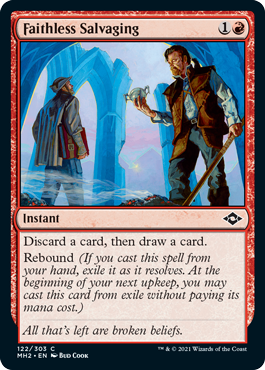 Faithless Salvaging 1
Instant
Discard a card, then draw a card.
Rebound (If you cast this spell from
your hand, exile it as it resolves. At the
beginning of your next upkeep, you may
cast this card from exile without paying its
mana cost.)
All that's left are broken beliefs.
122/303 C
MH2 • EN Bud Cook
™ & © 2021 Wizards of the Coast